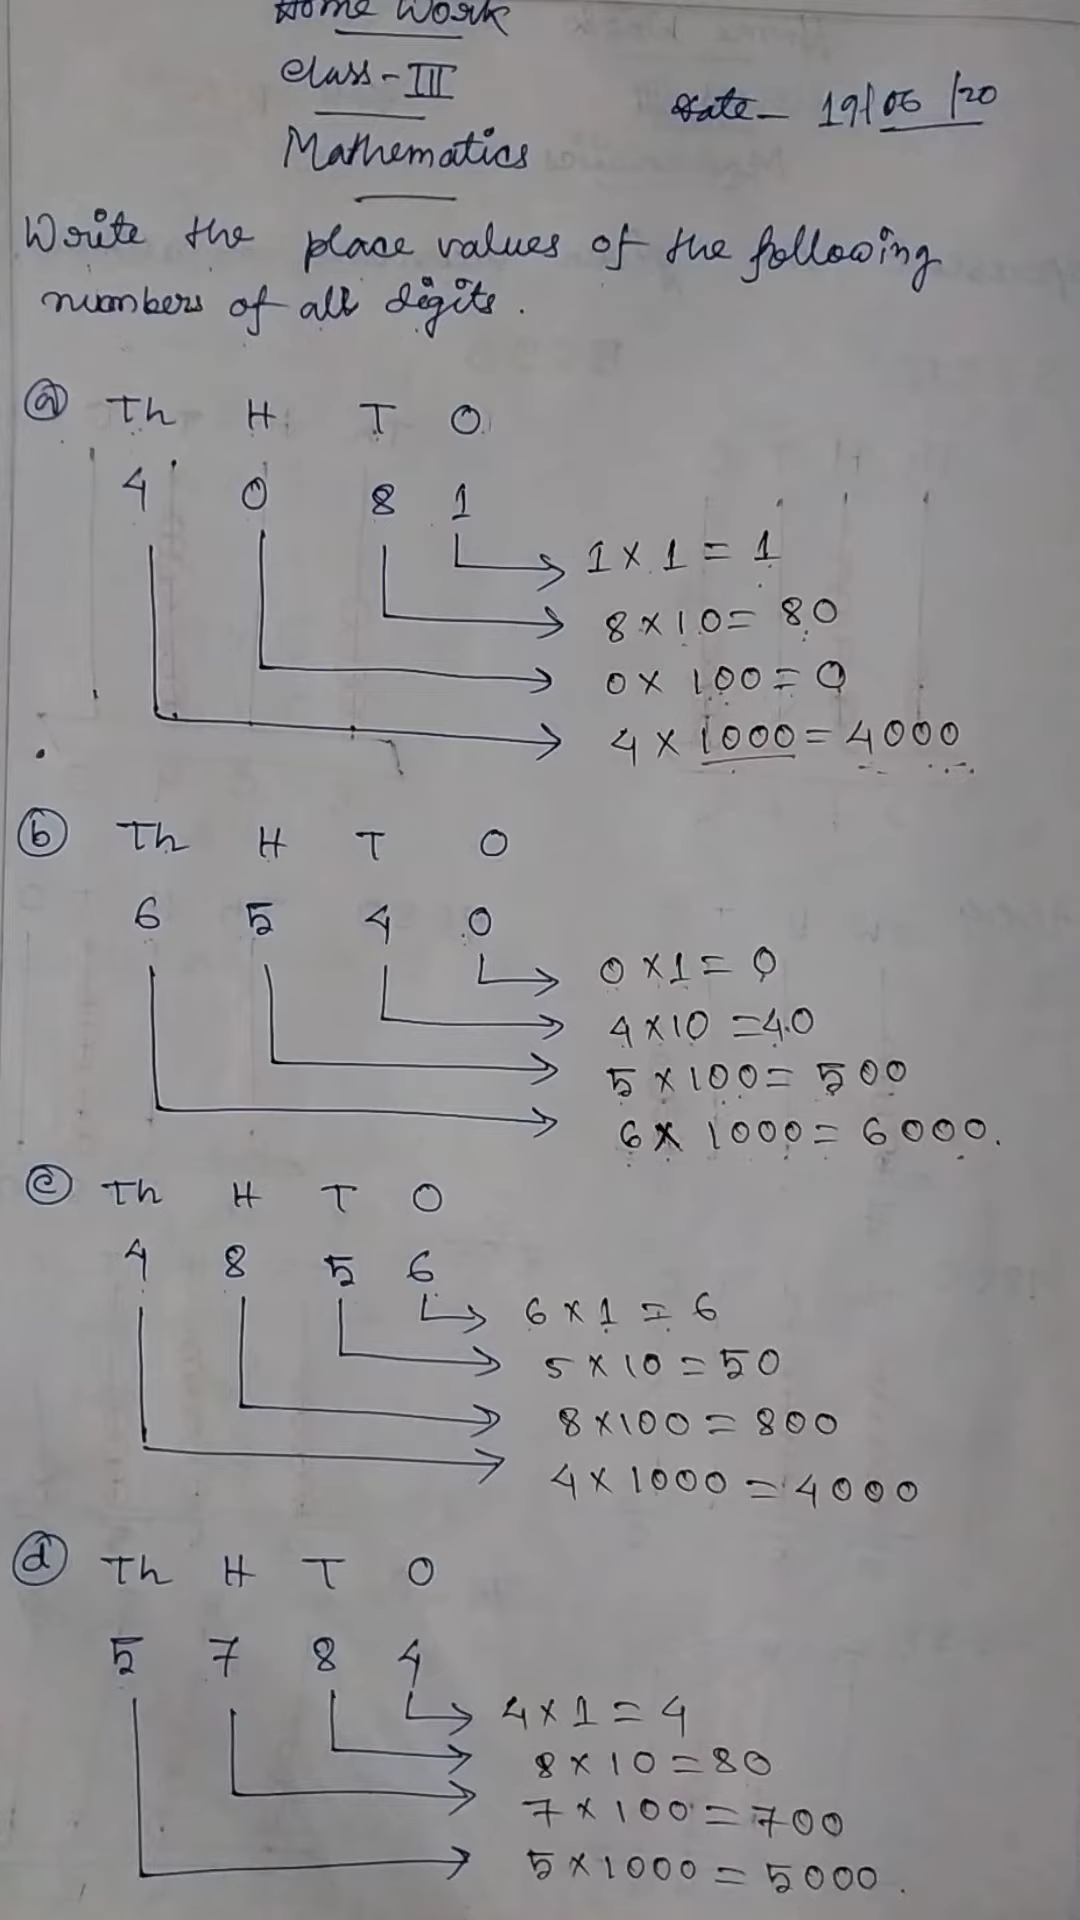 Home Work
Class - III
Date - 19/06/20
Mathematics
Write the place values of the following
numbers of all digits.
(a) Th H T O
4 0 8 1
1 × 1 = 1
8 × 10 = 80
0 × 100 = 0
4 × 1000 = 4000
(b) Th H T O
6 5 4 0
0 × 1 = 0
4 × 10 = 40
5 × 100 = 500
6 × 1000 = 6000.
(c) Th H T O
4 8 5 6
6 × 1 = 6
5 × 10 = 50
8 × 100 = 800
4 × 1000 = 4000
(d) Th H T O
5 7 8 4
4 × 1 = 4
8 × 10 = 80
7 × 100 = 700
5 × 1000 = 5000.